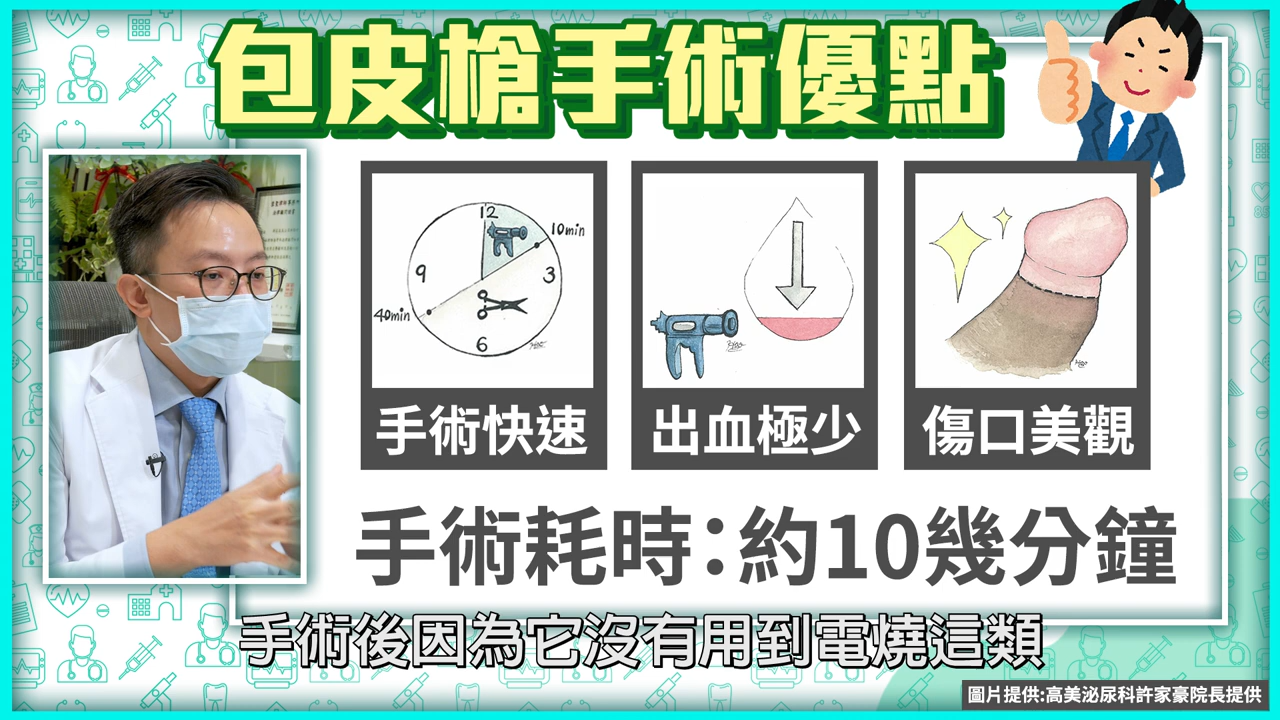 包皮槍手術優點
12
10min
9
3
40min
6
手術快速
出血極少
傷口美觀
手術耗時：約10幾分鐘
手術後因為它沒有用到電燒這類
圖片提供:高美泌尿科許家豪院長提供